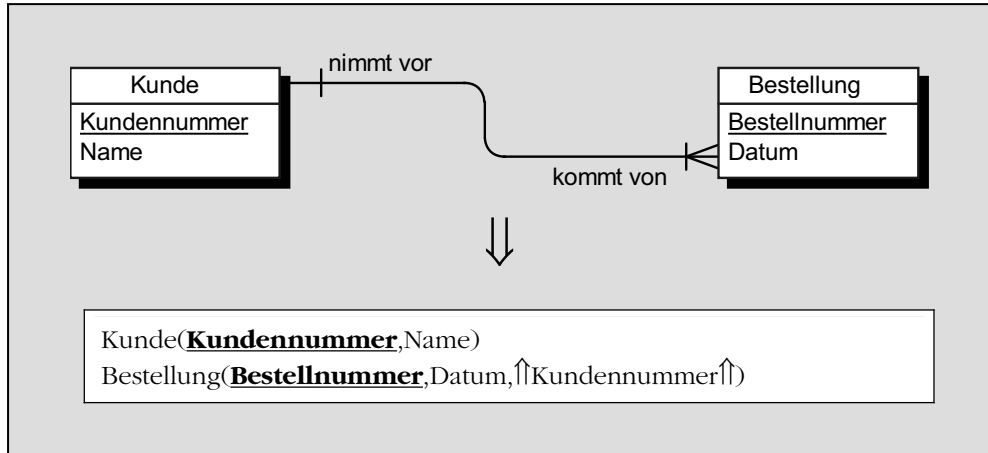 nimmt vor
Kunde
Bestellung
Kundennummer
Name
Bestellnummer
Datum
kommt von
⇓
Kunde(Kundennummer,Name)
Bestellung(Bestellnummer,Datum,⇑Kundennummer⇑)